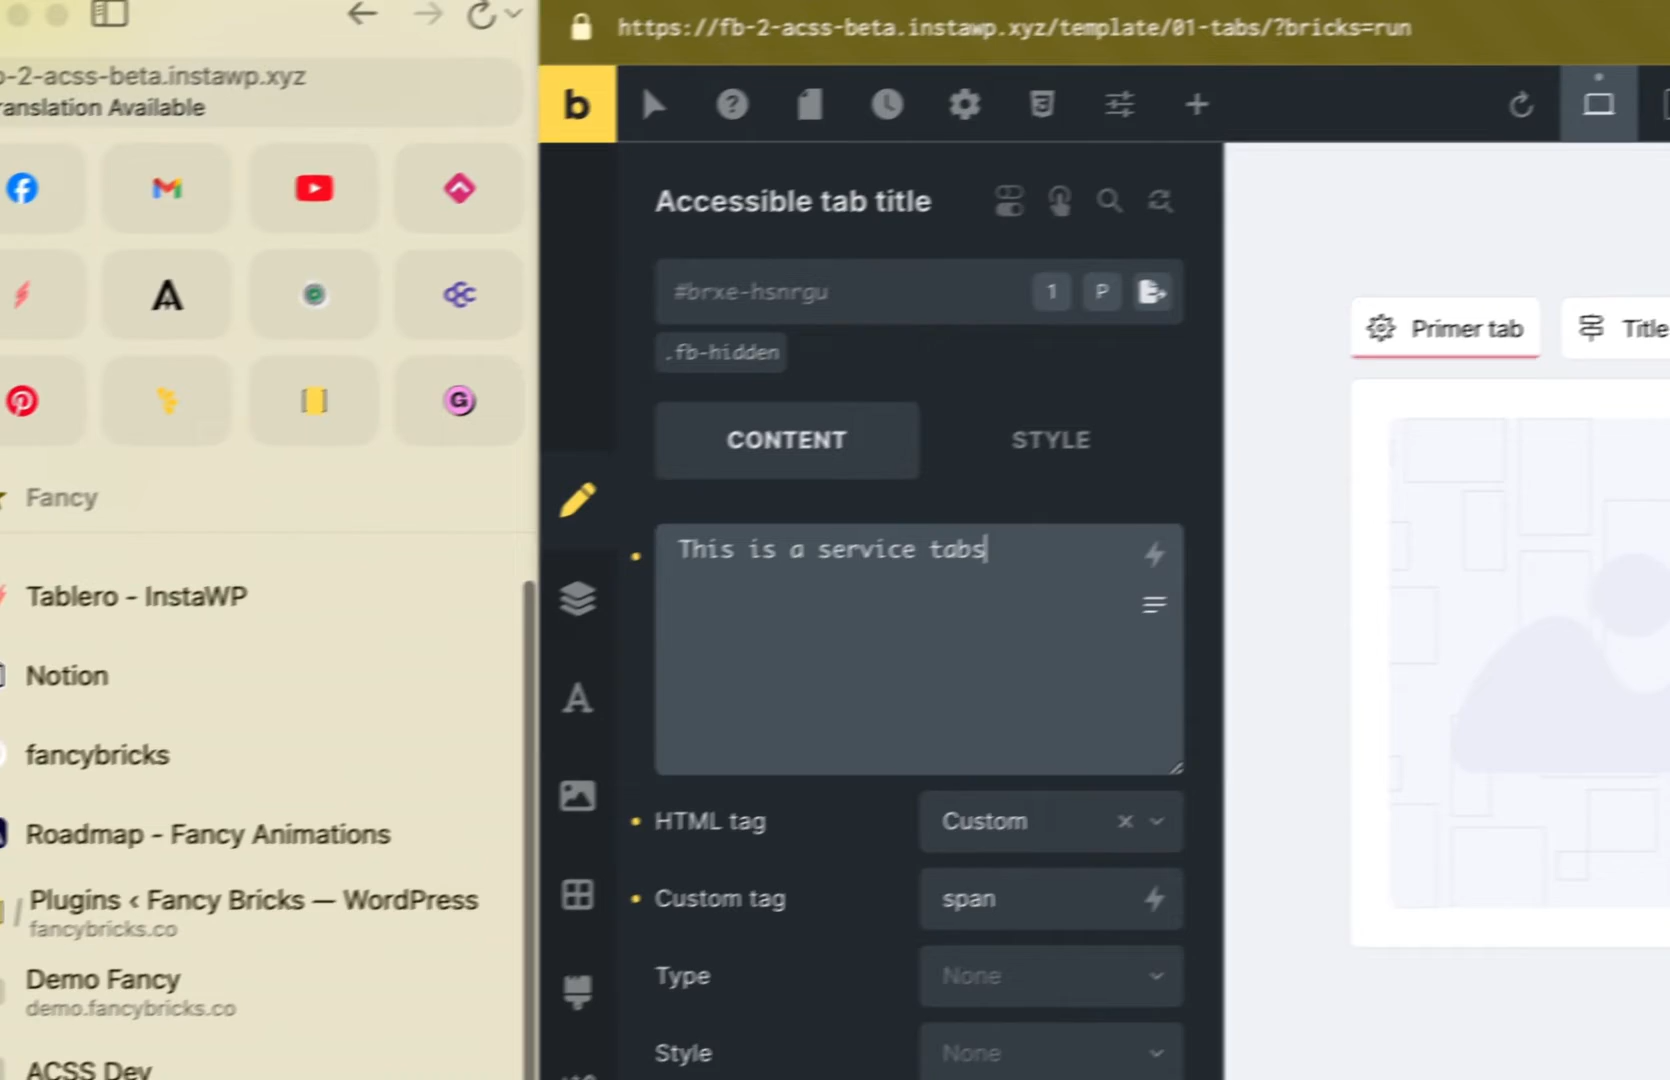 https://fb-2-acss-beta.instawp.xyz/template/01-tabs/?bricks=run
-2-acss-beta.instawp.xyz
Translation Available
b
Accessible tab title
#brxe-hsnrgu
1
P
.fb-hidden
CONTENT
STYLE
This is a service tabs
HTML tag
Custom
Custom tag
span
Type
None
Style
None
Fancy
Tablero - InstaWP
Notion
fancybricks
Roadmap - Fancy Animations
/ Plugins ‹ Fancy Bricks — WordPress
fancybricks.co
Demo Fancy
demo.fancybricks.co
ACSS Dev
Primer tab
Title